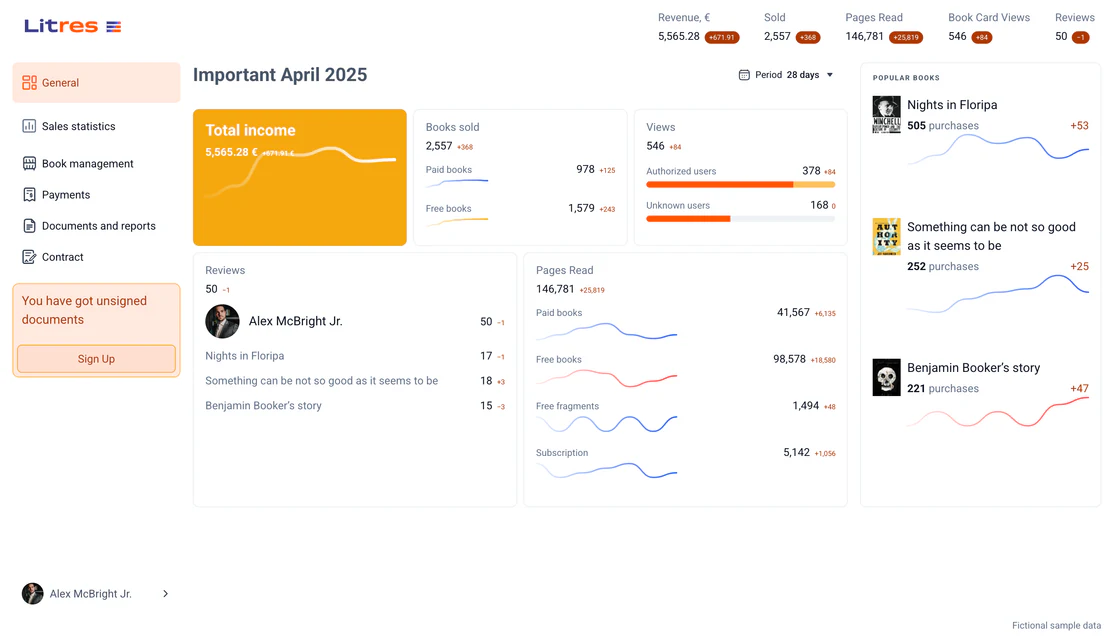 Litres
Revenue, €
5,565.28 +671.91
Sold
2,557 +368
Pages Read
146,781 +25,819
Book Card Views
546 +84
Reviews
50 −1
General
Sales statistics
Book management
Payments
Documents and reports
Contract
You have got unsigned
documents
Sign Up
Alex McBright Jr.
Important April 2025
Period 28 days
Total income
5,565.28 € +671.91 €
Books sold
2,557 +368
Paid books 978 +125
Free books 1,579 +243
Views
546 +84
Authorized users 378 +84
Unknown users 168 0
Reviews
50 −1
Alex McBright Jr. 50 −1
Nights in Floripa 17 −1
Something can be not so good as it seems to be 18 +3
Benjamin Booker’s story 15 −3
Pages Read
146,781 +25,819
Paid books 41,567 +6,135
Free books 98,578 +18,580
Free fragments 1,494 +48
Subscription 5,142 +1,056
POPULAR BOOKS
WINCHELL
Nights in Floripa
505 purchases +53
AUT
HOR
ITY
Something can be not so good
as it seems to be
252 purchases +25
Benjamin Booker’s story
221 purchases +47
Fictional sample data